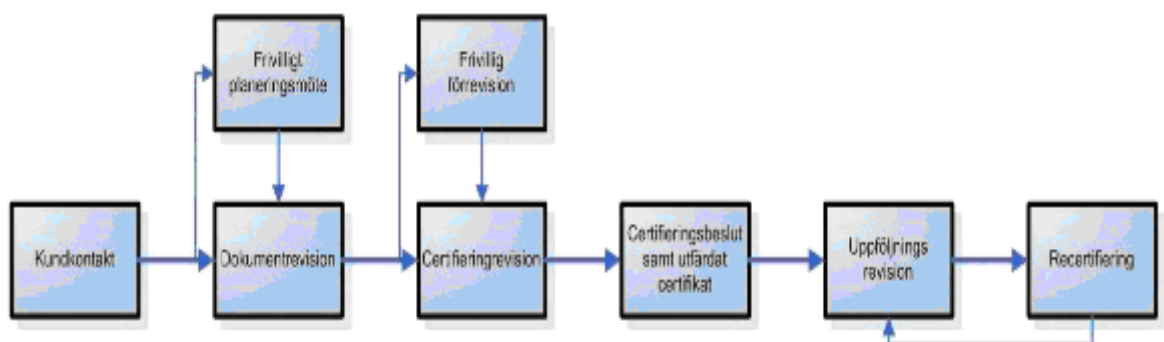 Frivilligt
planeringsmöte
Frivillig
förrevision
Kundkontakt
Dokumentrevision
Certifieringrevision
Certifieringsbeslut
samt utfärdat
certifikat
Uppföljnings
revision
Recertifiering